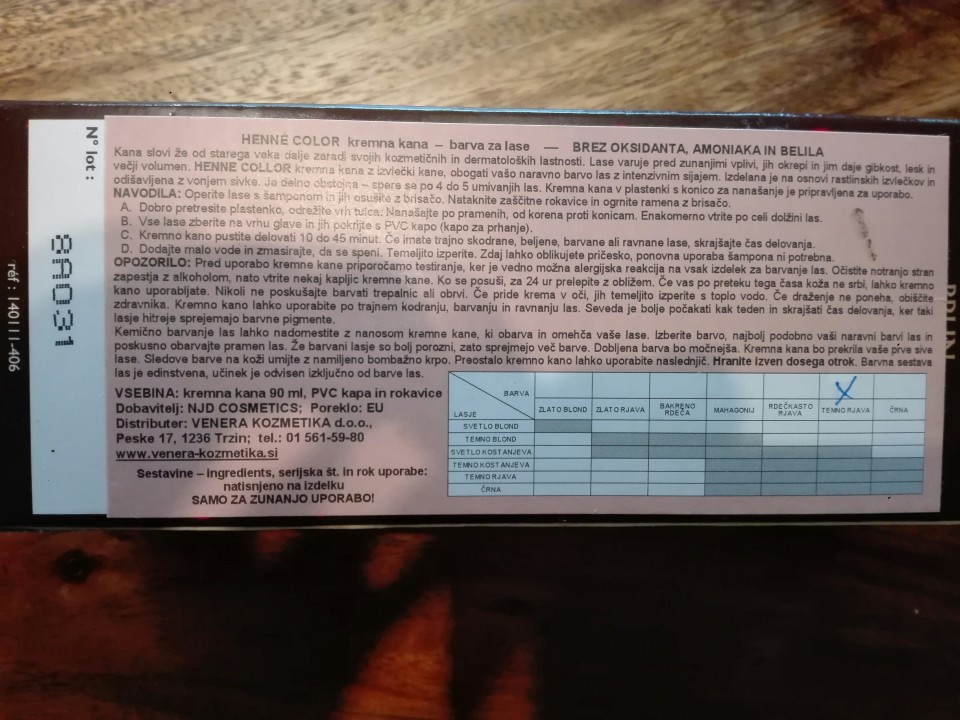 HENNÉ COLOR kremna kana – barva za lase — BREZ OKSIDANTA, AMONIAKA IN BELILA
Kana slovi že od starega veka dalje zaradi svojih kozmetičnih in dermatoloških lastnosti. Lase varuje pred zunanjimi vplivi, jih okrepi in jim daje gibkost, lesk in
večji volumen. HENNE COLLOR kremna kana z izvlečki kane, obogati vašo naravno barvo las z intenzivnim sijajem. Izdelana je na osnovi rastlinskih izvlečkov in
odišavljena z vonjem sivke. Je delno obstojna – spere se po 4 do 5 umivanjih las. Kremna kana v plastenki s konico za nanašanje je pripravljena za uporabo.
NAVODILA: Operite lase s šamponom in jih osušite z brisačo. Nataknite zaščitne rokavice in ogrnite ramena z brisačo.
A. Dobro pretresite plastenko, odrežite vrh tulca. Nanašajte po pramenih, od korena proti konicam. Enakomerno vtrite po celi dolžini las.
B. Vse lase zberite na vrhu glave in jih pokrijte s PVC kapo (kapo za prhanje).
C. Kremno kano pustite delovati 10 do 45 minut. Če imate trajno skodrane, beljene, barvane ali ravnane lase, skrajšajte čas delovanja.
D. Dodajte malo vode in zmasirajte, da se speni. Temeljito izperite. Zdaj lahko oblikujete pričesko, ponovna uporaba šampona ni potrebna.
OPOZORILO: Pred uporabo kremne kane priporočamo testiranje, ker je vedno možna alergijska reakcija na vsak izdelek za barvanje las. Očistite notranjo stran
zapestja z alkoholom, nato vtrite nekaj kapljic kremne kane. Ko se posuši, za 24 ur prelepite z obližem. Če vas po preteku tega časa koža ne srbi, lahko kremno
kano uporabljate. Nikoli ne poskušajte barvati trepalnic ali obrvi. Če pride krema v oči, jih temeljito izperite s toplo vodo. Če draženje ne poneha, obiščite
zdravnika. Kremno kano lahko uporabite po trajnem kodranju, barvanju in ravnanju las. Seveda je bolje počakati kak teden in skrajšati čas delovanja, ker taki
lasje hitreje sprejemajo barvne pigmente.
Kemično barvanje las lahko nadomestite z nanosom kremne kane, ki obarva in omehča vaše lase. Izberite barvo, najbolj podobno vaši naravni barvi las in
poskusno obarvajte pramen las. Že barvani lasje so bolj porozni, zato sprejmejo več barve. Dobljena barva bo močnejša. Kremna kana bo prekrila vaše prve sive
lase. Sledove barve na koži umijte z namiljeno bombažno krpo. Preostalo kremno kano lahko uporabite naslednjič. Hranite izven dosega otrok. Barvna sestava
las je edinstvena, učinek je odvisen izključno od barve las.
VSEBINA: kremna kana 90 ml, PVC kapa in rokavice
Dobavitelj: NJD COSMETICS; Poreklo: EU
Distributer: VENERA KOZMETIKA d.o.o.,
Peske 17, 1236 Trzin; tel.: 01 561-59-80
www.venera-kozmetika.si
Sestavine – ingredients, serijska št. in rok uporabe:
natisnjeno na izdelku
SAMO ZA ZUNANJO UPORABO!
BARVA
LASJE
ZLATO BLOND ZLATO RJAVA BAKRENO RDEČA MAHAGONIJ RDEČKASTO RJAVA TEMNO RJAVA ČRNA
X
SVETLO BLOND
TEMNO BLOND
SVETLO KOSTANJEVA
TEMNO KOSTANJEVA
TEMNO RJAVA
ČRNA
N° lot :
8A031
réf : 140111-406
BRUN